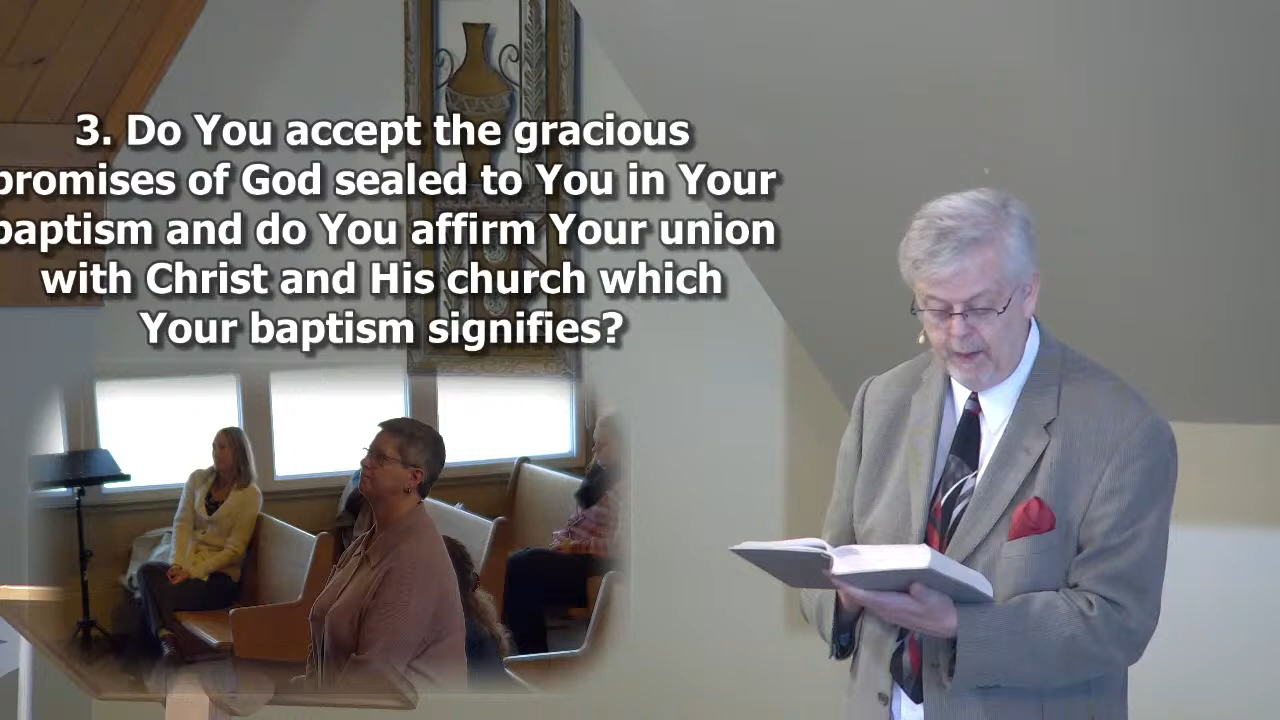 3. Do You accept the gracious
promises of God sealed to You in Your
baptism and do You affirm Your union
with Christ and His church which
Your baptism signifies?